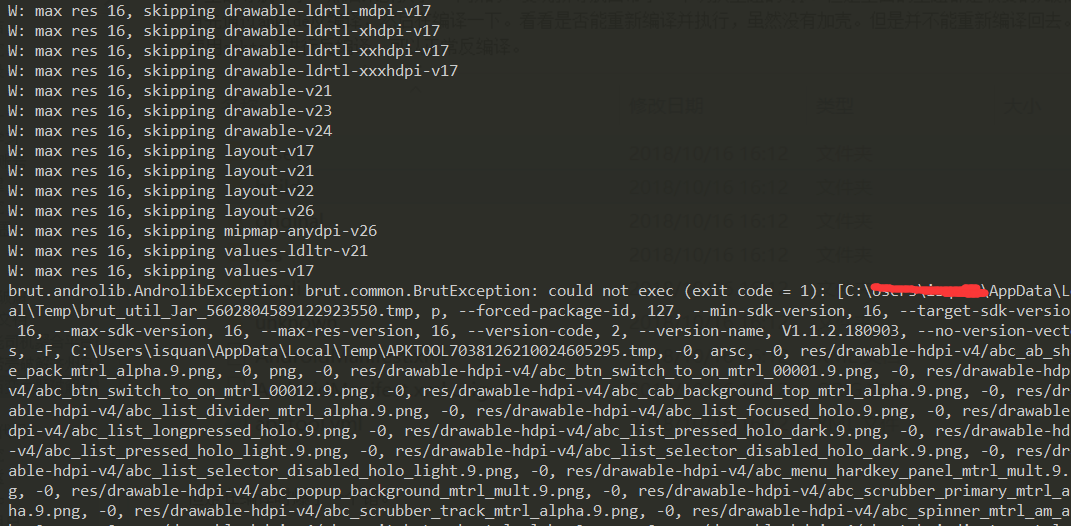 W: max res 16, skipping drawable-ldrtl-mdpi-v17
W: max res 16, skipping drawable-ldrtl-xhdpi-v17
W: max res 16, skipping drawable-ldrtl-xxhdpi-v17
W: max res 16, skipping drawable-ldrtl-xxxhdpi-v17
W: max res 16, skipping drawable-v21
W: max res 16, skipping drawable-v23
W: max res 16, skipping drawable-v24
W: max res 16, skipping layout-v17
W: max res 16, skipping layout-v21
W: max res 16, skipping layout-v22
W: max res 16, skipping layout-v26
W: max res 16, skipping mipmap-anydpi-v26
W: max res 16, skipping values-ldltr-v21
W: max res 16, skipping values-v17
brut.androlib.AndrolibException: brut.common.BrutException: could not exec (exit code = 1): [C:\ \AppData\Lo
al\Temp\brut_util_Jar_5602804589122923550.tmp, p, --forced-package-id, 127, --min-sdk-version, 16, --target-sdk-version
 16, --max-sdk-version, 16, --max-res-version, 16, --version-code, 2, --version-name, V1.1.2.180903, --no-version-vect
s, -F, C:\Users\isquan\AppData\Local\Temp\APKTOOL7038126210024605295.tmp, -0, arsc, -0, res/drawable-hdpi-v4/abc_ab_sh
e_pack_mtrl_alpha.9.png, -0, png, -0, res/drawable-hdpi-v4/abc_btn_switch_to_on_mtrl_00001.9.png, -0, res/drawable-hdp
v4/abc_btn_switch_to_on_mtrl_00012.9.png, -0, res/drawable-hdpi-v4/abc_cab_background_top_mtrl_alpha.9.png, -0, res/dr
able-hdpi-v4/abc_list_divider_mtrl_alpha.9.png, -0, res/drawable-hdpi-v4/abc_list_focused_holo.9.png, -0, res/drawable
dpi-v4/abc_list_longpressed_holo.9.png, -0, res/drawable-hdpi-v4/abc_list_pressed_holo_dark.9.png, -0, res/drawable-hd
-v4/abc_list_pressed_holo_light.9.png, -0, res/drawable-hdpi-v4/abc_list_selector_disabled_holo_dark.9.png, -0, res/dr
able-hdpi-v4/abc_list_selector_disabled_holo_light.9.png, -0, res/drawable-hdpi-v4/abc_menu_hardkey_panel_mtrl_mult.9.
g, -0, res/drawable-hdpi-v4/abc_popup_background_mtrl_mult.9.png, -0, res/drawable-hdpi-v4/abc_scrubber_primary_mtrl_a
ha.9.png, -0, res/drawable-hdpi-v4/abc_scrubber_track_mtrl_alpha.9.png, -0, res/drawable-hdpi-v4/abc_spinner_mtrl_am_a